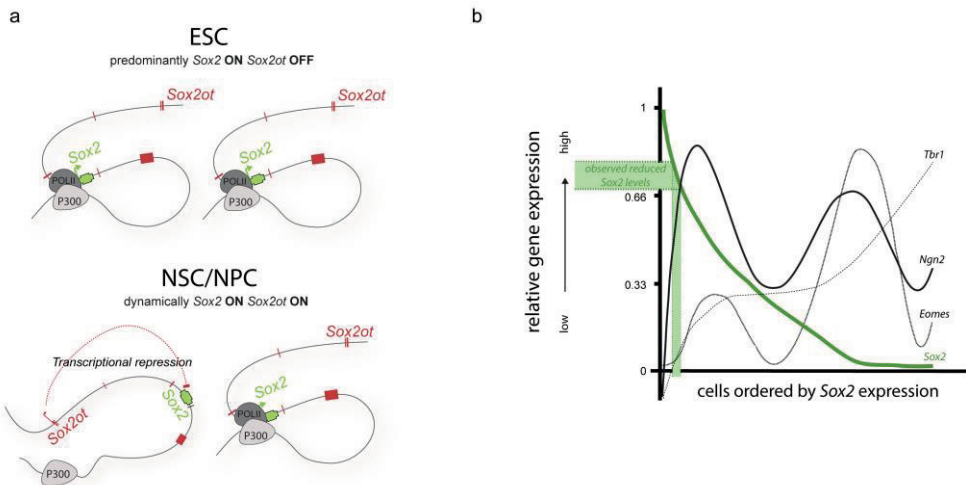 a
ESC
predominantly Sox2 ON Sox2ot OFF
Sox2ot
Sox2
POLII
P300
Sox2ot
Sox2
POLII
P300
NSC/NPC
dynamically Sox2 ON Sox2ot ON
Transcriptional repression
Sox2ot
Sox2
P300
Sox2ot
Sox2
POLII
P300
b
relative gene expression
low
high
1
0.66
0.33
0
observed reduced
Sox2 levels
Tbr1
Ngn2
Eomes
Sox2
cells ordered by Sox2 expression